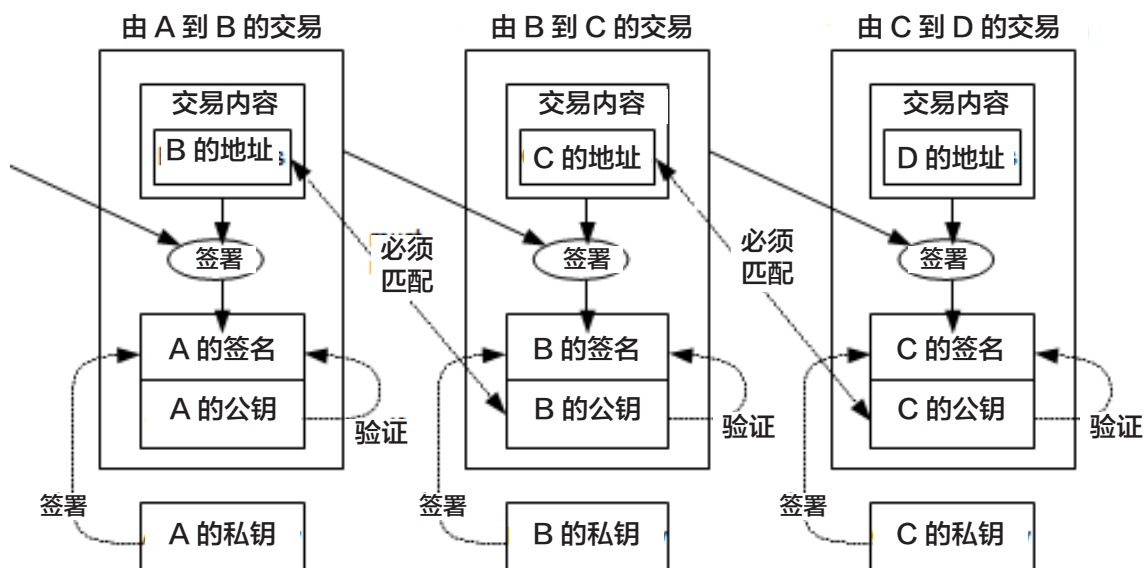 由 A 到 B 的交易
交易内容
B 的地址
签署
A 的签名
A 的公钥
验证
签署
A 的私钥
必须
匹配
由 B 到 C 的交易
交易内容
C 的地址
签署
B 的签名
B 的公钥
验证
签署
B 的私钥
必须
匹配
由 C 到 D 的交易
交易内容
D 的地址
签署
C 的签名
C 的公钥
验证
签署
C 的私钥